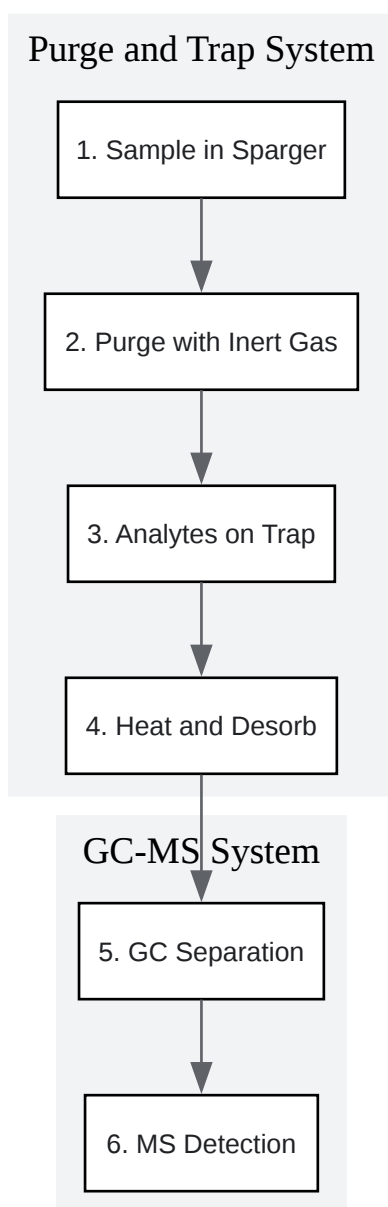 Purge and Trap System
1. Sample in Sparger
2. Purge with Inert Gas
3. Analytes on Trap
4. Heat and Desorb
GC-MS System
5. GC Separation
6. MS Detection